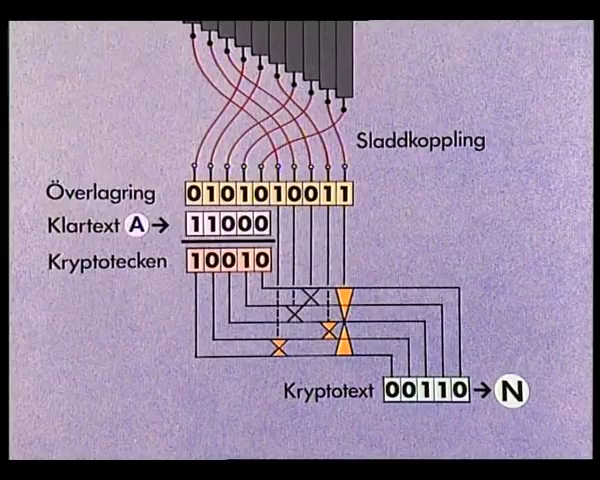 Sladdkoppling
Överlagring 0101010011
Klartext A → 11000
Kryptotecken 10010
Kryptotext 00110 → N